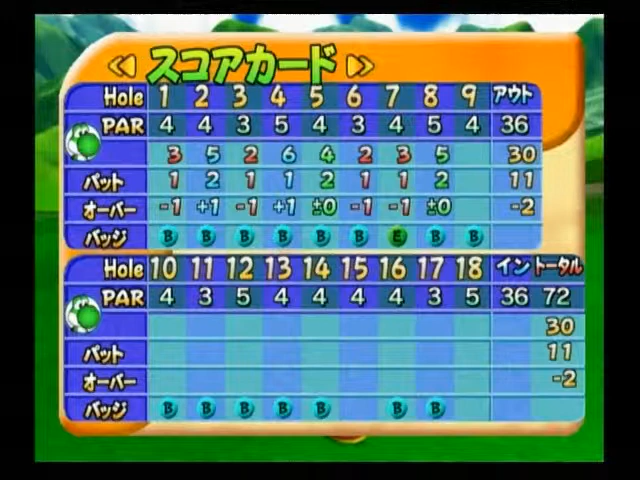 スコアカード
Hole 1 2 3 4 5 6 7 8 9 アウト
PAR 4 4 3 5 4 3 4 5 4 36
3 5 2 6 4 2 3 5 30
パット 1 2 1 1 2 1 1 2 11
オーバー -1 +1 -1 +1 ±0 -1 -1 ±0 -2
バッジ B B B B B B E B B
Hole 10 11 12 13 14 15 16 17 18 イン トータル
PAR 4 3 5 4 4 4 4 3 5 36 72
30
パット 11
オーバー -2
バッジ B B B B B B B